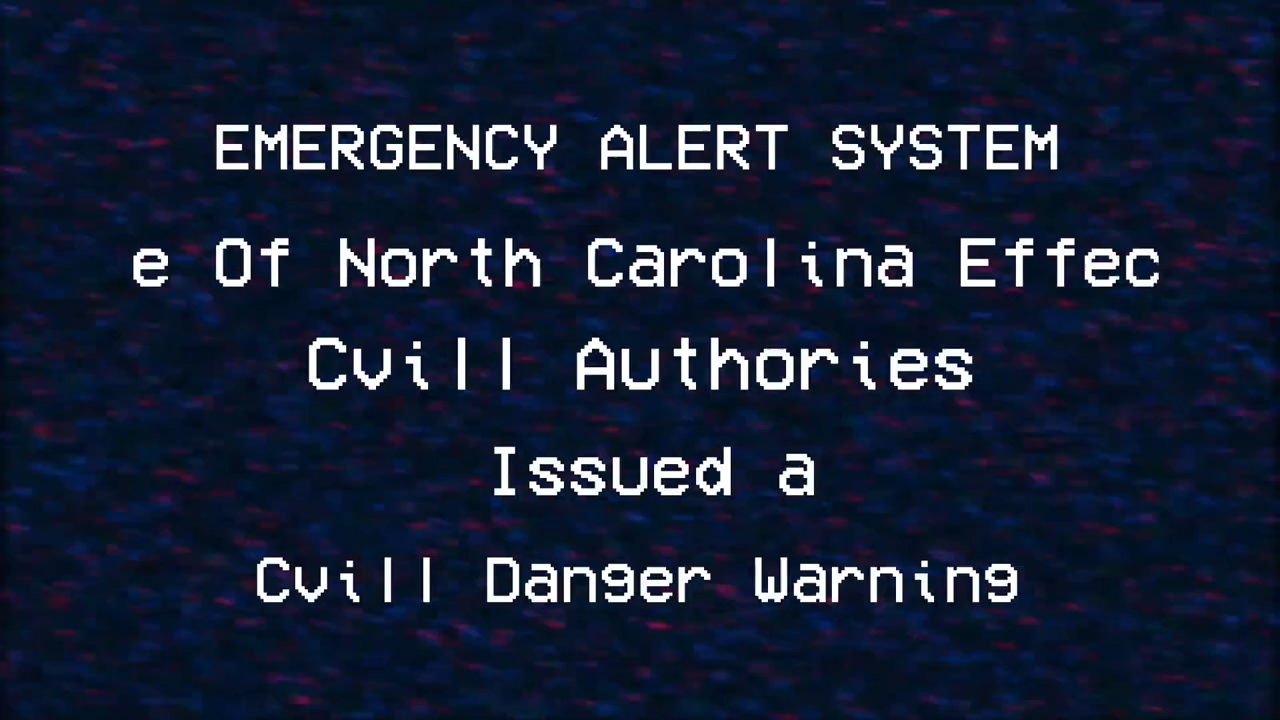 EMERGENCY ALERT SYSTEM
e Of North Carolina Effec
Cvill Authories
Issued a
Cvill Danger Warning